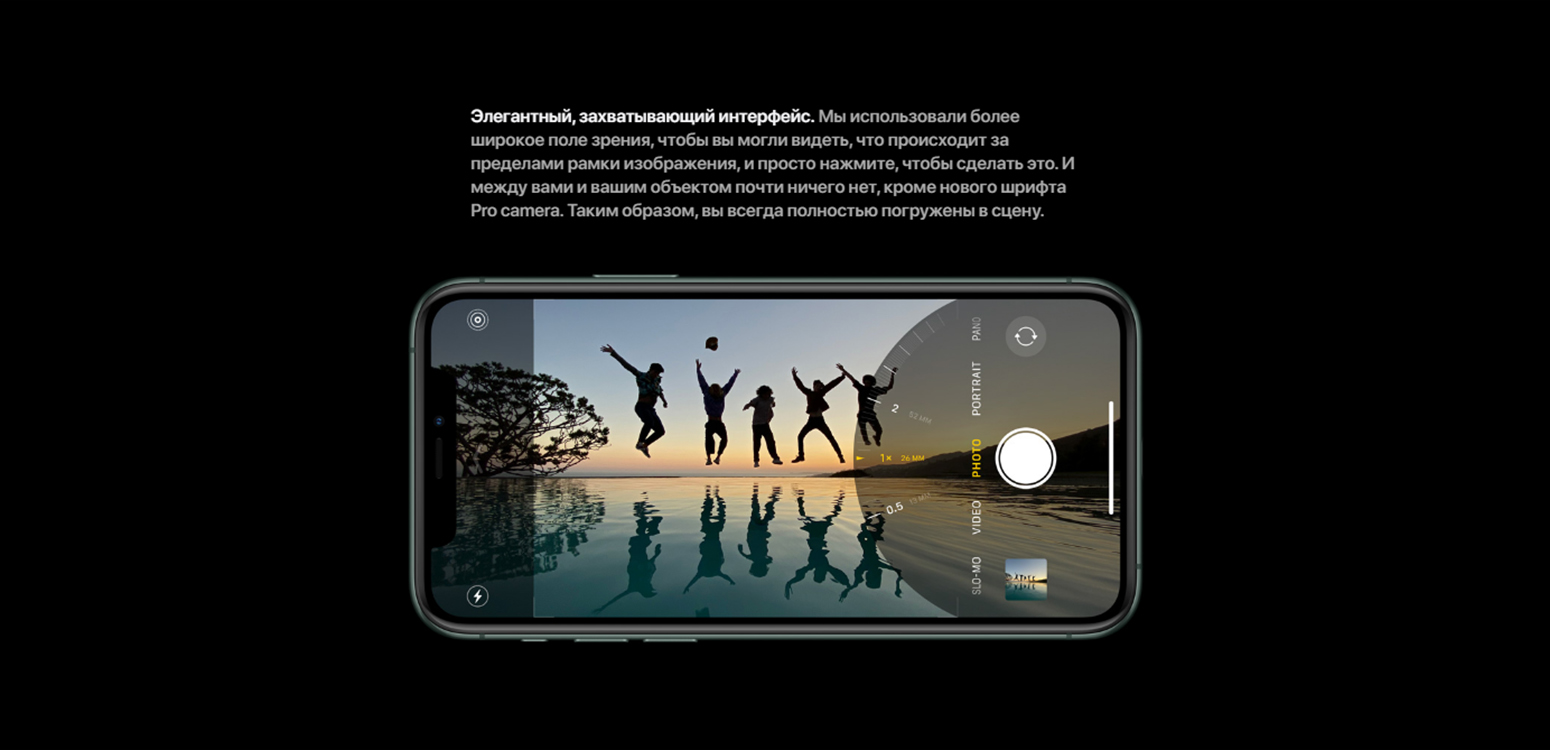 Элегантный, захватывающий интерфейс. Мы использовали более
широкое поле зрения, чтобы вы могли видеть, что происходит за
пределами рамки изображения, и просто нажмите, чтобы сделать это. И
между вами и вашим объектом почти ничего нет, кроме нового шрифта
Pro camera. Таким образом, вы всегда полностью погружены в сцену.
PANO
PORTRAIT
PHOTO
VIDEO
SLO-MO
2 52 MM
1× 26 MM
0.5 13 MM